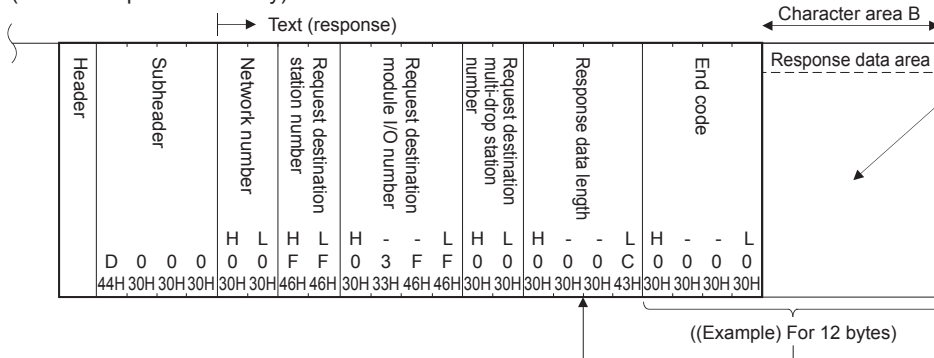 Text (response)
Character area B
Header
Subheader
Network number
Request destination
station number
Request destination
module I/O number
Request destination
multi-drop station
number
Response data length
End code
Response data area
H L H L H - - L H L H - - L H - - L
D 0 0 0 0 0 F F 0 3 F F 0 0 0 0 0 C 0 0 0 0
44H 30H 30H 30H 30H 30H 46H 46H 30H 33H 46H 46H 30H 30H 30H 30H 30H 43H 30H 30H 30H 30H
((Example) For 12 bytes)